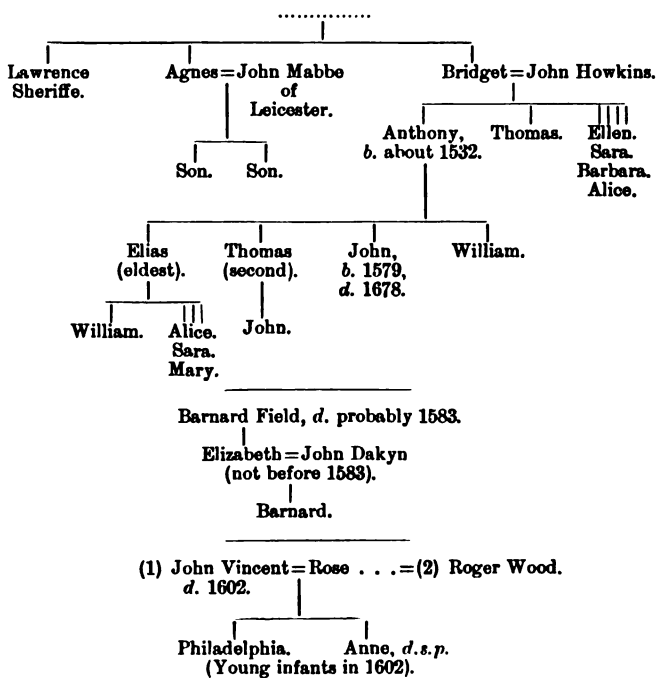 Lawrence Agnes=John Mabbe Bridget=John Howkins.
Sheriffe. of
Leicester.
Anthony, Thomas. Ellen.
b. about 1532. Sara.
Son. Son. Barbara.
Alice.
Elias Thomas John, William.
(eldest). (second). b. 1579,
d. 1678.
William. Alice. John.
Sara.
Mary.
Barnard Field, d. probably 1583.
Elizabeth=John Dakyn
(not before 1583).
Barnard.
(1) John Vincent=Rose . . .=(2) Roger Wood.
d. 1602.
Philadelphia. Anne, d.s.p.
(Young infants in 1602).